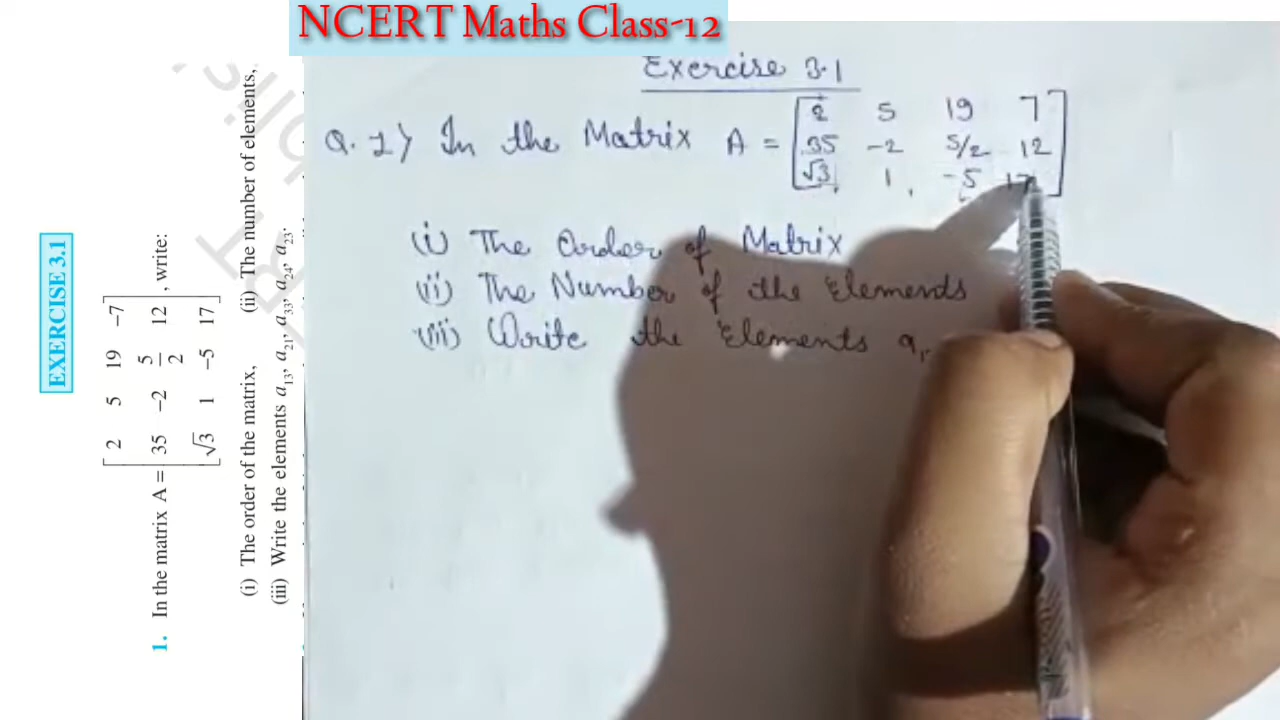 NCERT Maths Class-12
EXERCISE 3.1
1. In the matrix A = [2 5 19 −7
35 −2 5/2 12
√3 1 −5 17], write:
(i) The order of the matrix, (ii) The number of elements,
(iii) Write the elements a13, a21, a33, a24, a23.
Exercise 3.1
Q.1) In the Matrix A = [2 5 19 7
35 -2 5/2 12
√3, 1, -5 17]
(i) The Order of Matrix
(ii) The Number of the Elements
(iii) Write the Elements a